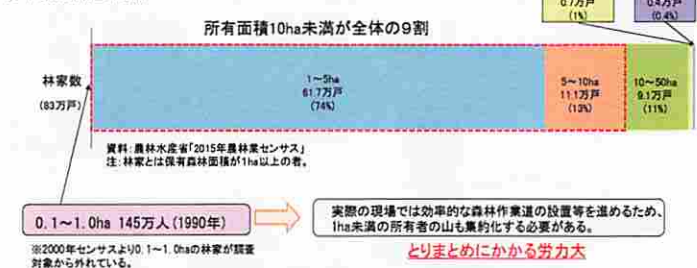 0.7万戸
(1%)
0.4万戸
(0.4%)
所有面積10ha未満が全体の9割
林家数
(83万戸)
1～5ha
61.7万戸
(74%)
5～10ha
11.1万戸
(13%)
10～50ha
9.1万戸
(11%)
資料:農林水産省「2015年農林業センサス」
注:林家とは保有森林面積が1ha以上の者。
0.1～1.0ha 145万人(1990年)
※2000年センサスより0.1～1.0haの林家が調査
対象から外れている。
実際の現場では効率的な森林作業道の設置等を進めるため、
1ha未満の所有者の山も集約化する必要がある。
とりまとめにかかる労力大